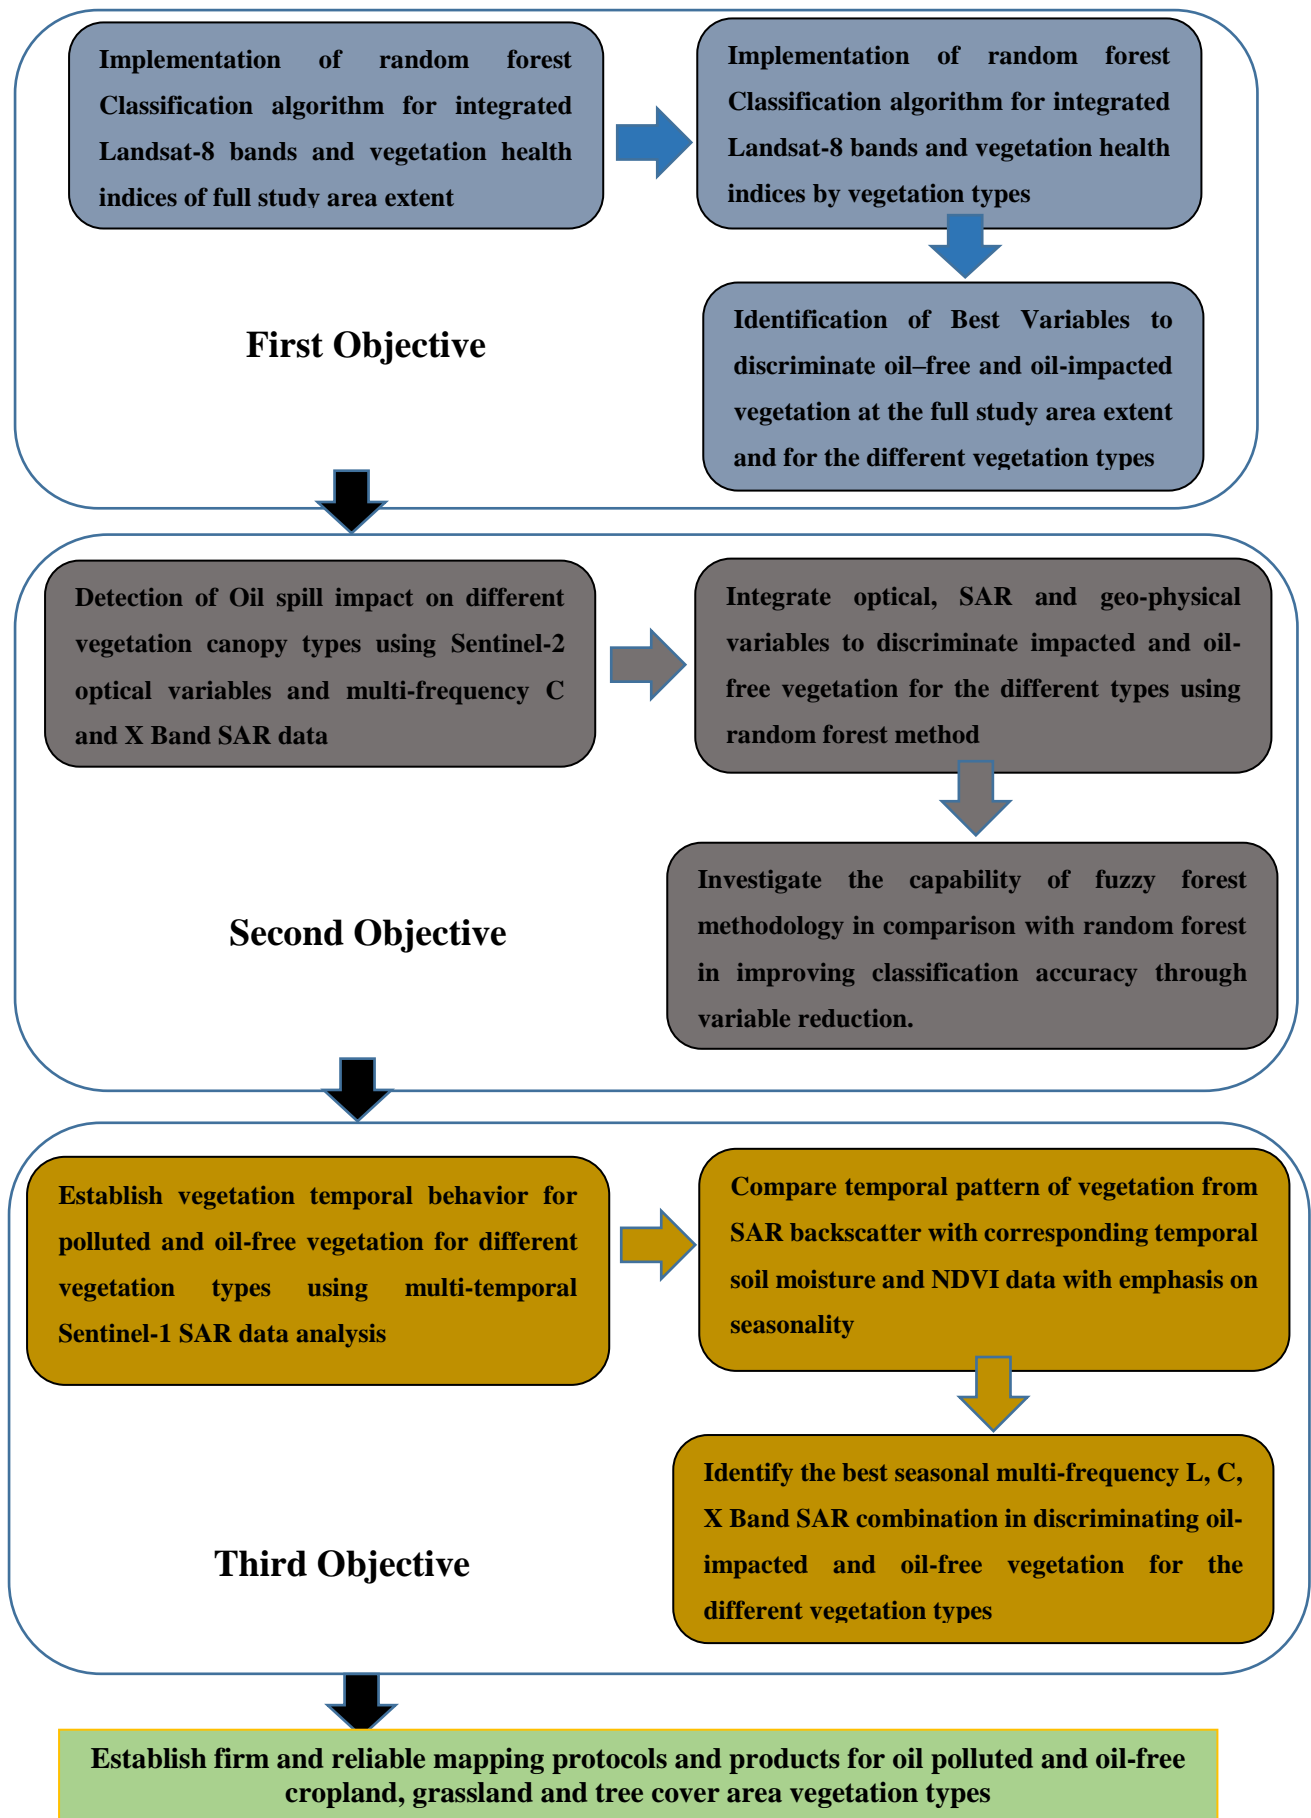 Implementation of random forest
Classification algorithm for integrated
Landsat-8 bands and vegetation health
indices of full study area extent
Implementation of random forest
Classification algorithm for integrated
Landsat-8 bands and vegetation health
indices by vegetation types
First Objective
Identification of Best Variables to
discriminate oil–free and oil-impacted
vegetation at the full study area extent
and for the different vegetation types
Detection of Oil spill impact on different
vegetation canopy types using Sentinel-2
optical variables and multi-frequency C
and X Band SAR data
Integrate optical, SAR and geo-physical
variables to discriminate impacted and oil-
free vegetation for the different types using
random forest method
Second Objective
Investigate the capability of fuzzy forest
methodology in comparison with random forest
in improving classification accuracy through
variable reduction.
Establish vegetation temporal behavior for
polluted and oil-free vegetation for different
vegetation types using multi-temporal
Sentinel-1 SAR data analysis
Compare temporal pattern of vegetation from
SAR backscatter with corresponding temporal
soil moisture and NDVI data with emphasis on
seasonality
Third Objective
Identify the best seasonal multi-frequency L, C,
X Band SAR combination in discriminating oil-
impacted and oil-free vegetation for the
different vegetation types
Establish firm and reliable mapping protocols and products for oil polluted and oil-free
cropland, grassland and tree cover area vegetation types